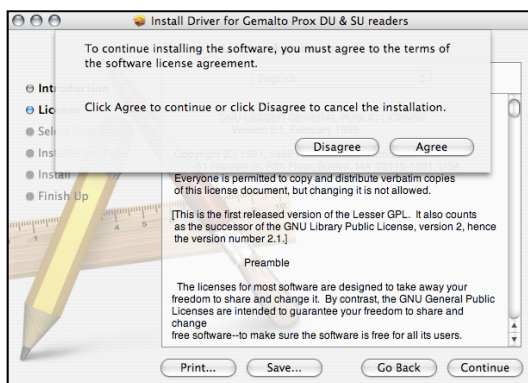 Install Driver for Gemalto Prox DU & SU readers
To continue installing the software, you must agree to the terms of
the software license agreement.
Click Agree to continue or click Disagree to cancel the installation.
Disagree
Agree
Introduction
License
Select
Install
Finish Up
English
GNU LESSER GENERAL PUBLIC LICENSE
Version 2.1, February 1999
Copyright (C) 1991, 1999
Everyone is permitted to copy and distribute verbatim copies
of this license document, but changing it is not allowed.
[This is the first released version of the Lesser GPL. It also counts
as the successor of the GNU Library Public License, version 2, hence
the version number 2.1.]
Preamble
The licenses for most software are designed to take away your
freedom to share and change it. By contrast, the GNU General Public
Licenses are intended to guarantee your freedom to share and
change
free software--to make sure the software is free for all its users.
Print...
Save...
Go Back
Continue